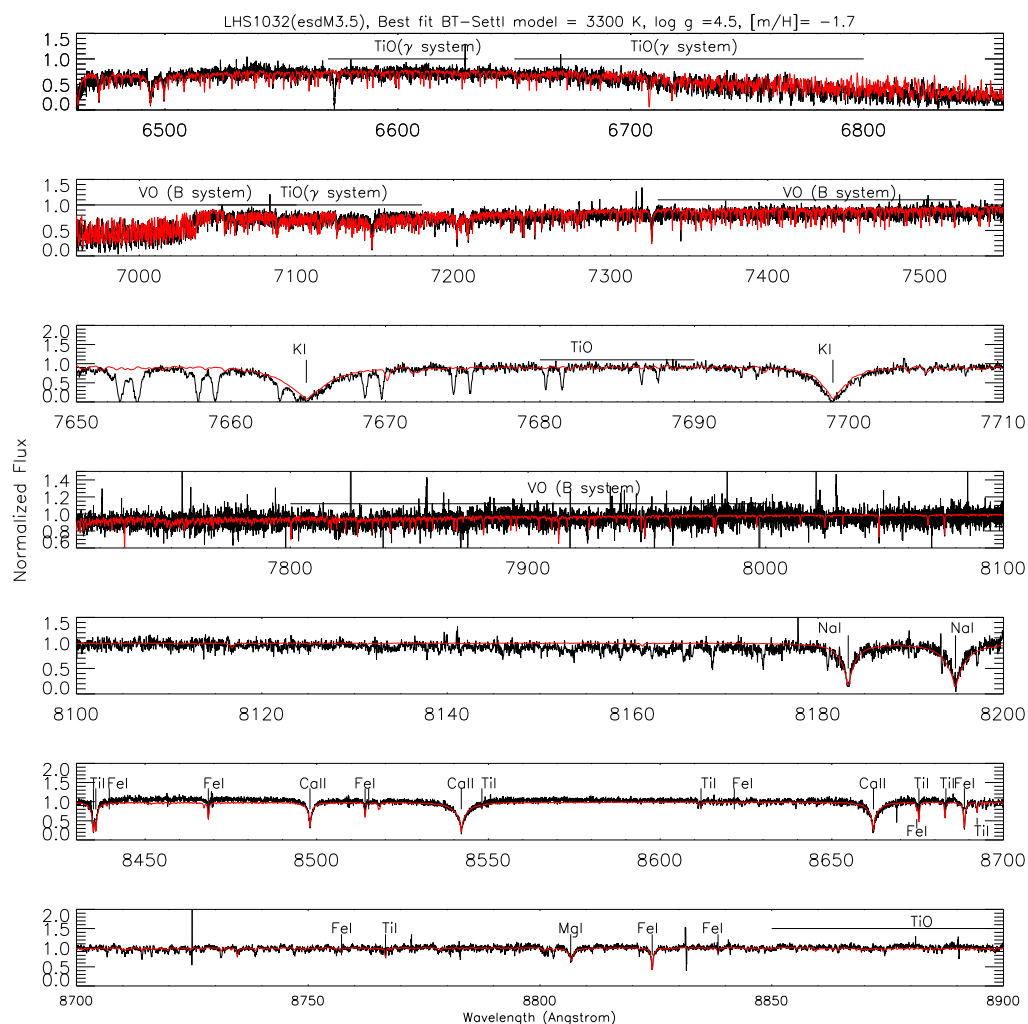 LHS1032(esdM3.5), Best fit BT-Settl model = 3300 K, log g =4.5, [m/H]= -1.7
1.5
1.0
0.5
0.0
TiO(γ system) TiO(γ system)
6500 6600 6700 6800
1.5
1.0
0.5
0.0
VO (B system) TiO(γ system) VO (B system)
7000 7100 7200 7300 7400 7500
2.0
1.5
1.0
0.5
0.0
KI TiO KI
7650 7660 7670 7680 7690 7700 7710
1.4
1.2
1.0
0.8
0.6
VO (B system)
7800 7900 8000 8100
Normalized Flux
1.5
1.0
0.5
0.0
NaI NaI
8100 8120 8140 8160 8180 8200
2.0
1.5
1.0
0.5
0.0
TiI FeI FeI CaII FeI CaII TiI TiI FeI CaII TiI TiI FeI
FeI TiI
8450 8500 8550 8600 8650 8700
2.0
1.5
1.0
0.5
0.0
FeI TiI MgI FeI FeI TiO
8700 8750 8800 8850 8900
Wavelength (Angstrom)